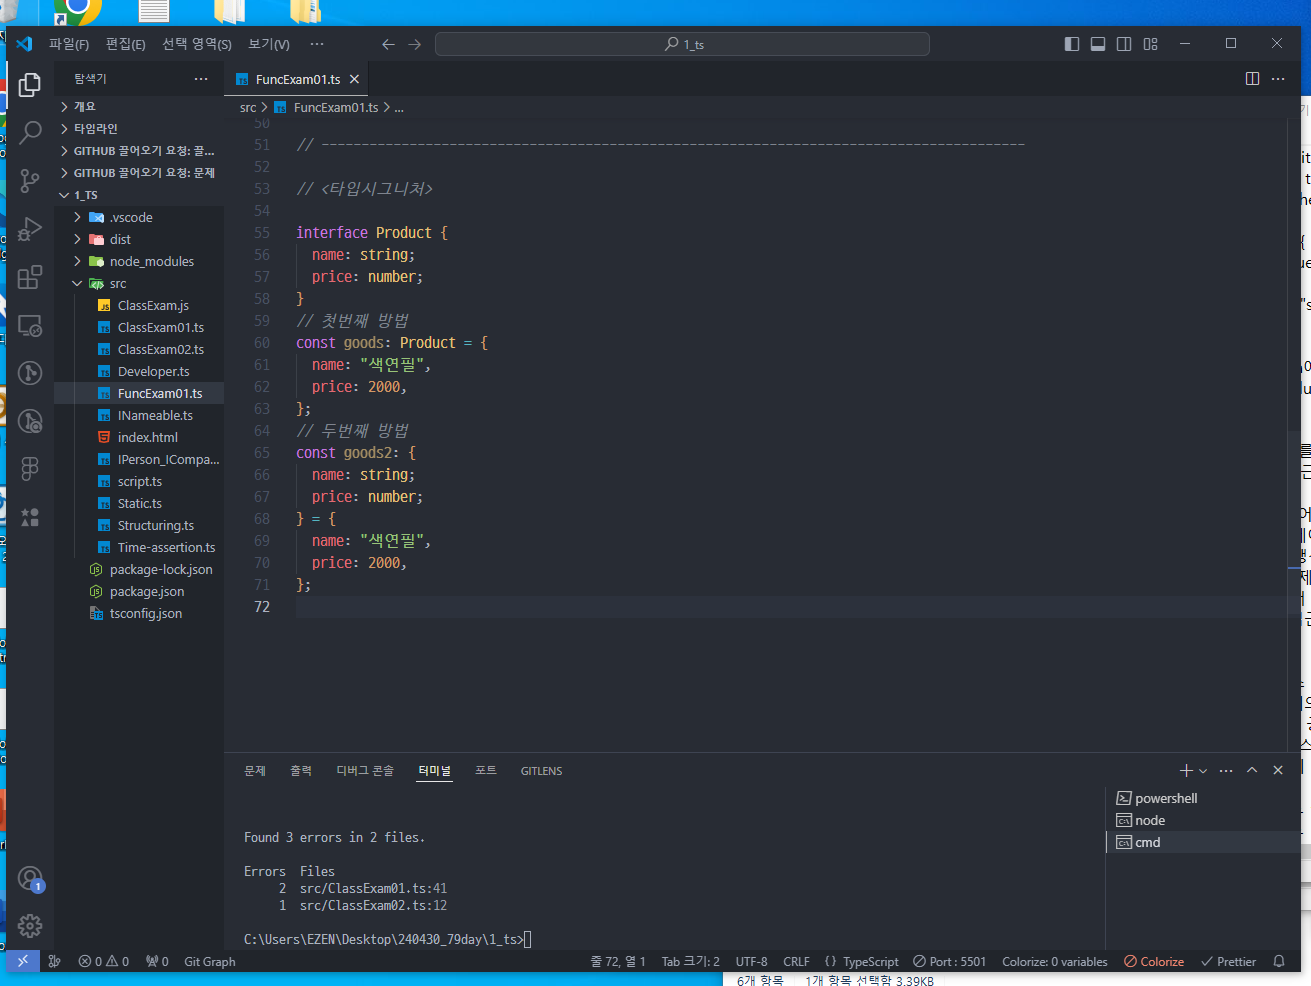 파일(F) 편집(E) 선택 영역(S) 보기(V) ··· 1_ts
탐색기 ···
FuncExam01.ts
src > FuncExam01.ts > ...
개요
타임라인
GITHUB 끌어오기 요청: 끌...
GITHUB 끌어오기 요청: 문제
1_TS
.vscode
dist
node_modules
src
ClassExam.js
ClassExam01.ts
ClassExam02.ts
Developer.ts
FuncExam01.ts
INameable.ts
index.html
IPerson_ICompa...
script.ts
Static.ts
Structuring.ts
Time-assertion.ts
package-lock.json
package.json
tsconfig.json
50
51 // ----------------------------------------------------------------------------------------
52
53 // <타입시그니처>
54
55 interface Product {
56 name: string;
57 price: number;
58 }
59 // 첫번째 방법
60 const goods: Product = {
61 name: "색연필",
62 price: 2000,
63 };
64 // 두번째 방법
65 const goods2: {
66 name: string;
67 price: number;
68 } = {
69 name: "색연필",
70 price: 2000,
71 };
72
문제 출력 디버그 콘솔 터미널 포트 GITLENS
powershell
node
cmd
Found 3 errors in 2 files.
Errors Files
2 src/ClassExam01.ts:41
1 src/ClassExam02.ts:12
C:\Users\EZEN\Desktop\240430_79day\1_ts>
1
0 0 0 Git Graph 줄 72, 열 1 Tab 크기: 2 UTF-8 CRLF {} TypeScript Port : 5501 Colorize: 0 variables Colorize Prettier
6개 항목 1개 항목 선택함 3.39KB